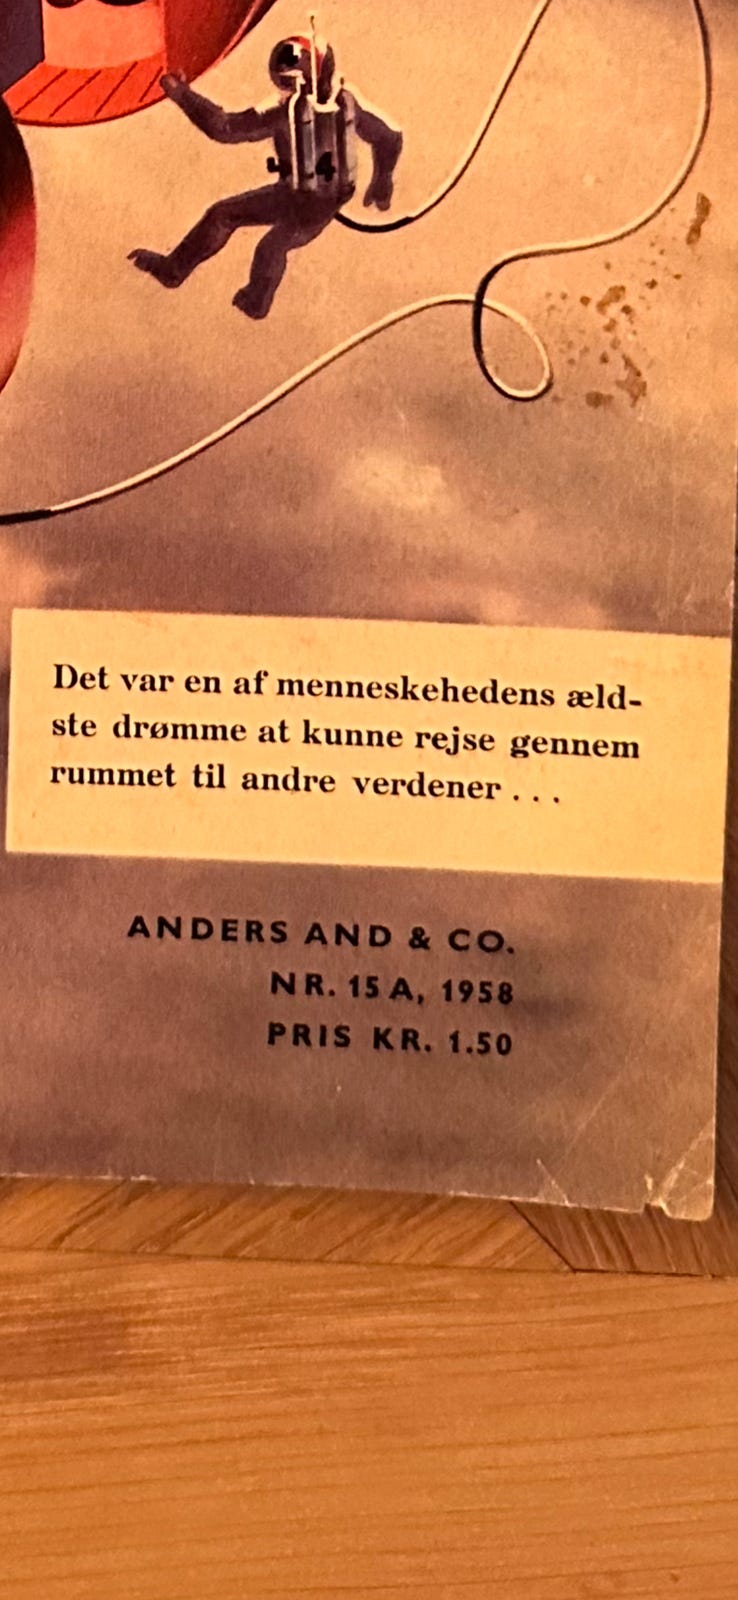 4
Det var en af menneskehedens æld-
ste drømme at kunne rejse gennem
rummet til andre verdener . . .
ANDERS AND & CO.
NR. 15 A, 1958
PRIS KR. 1.50